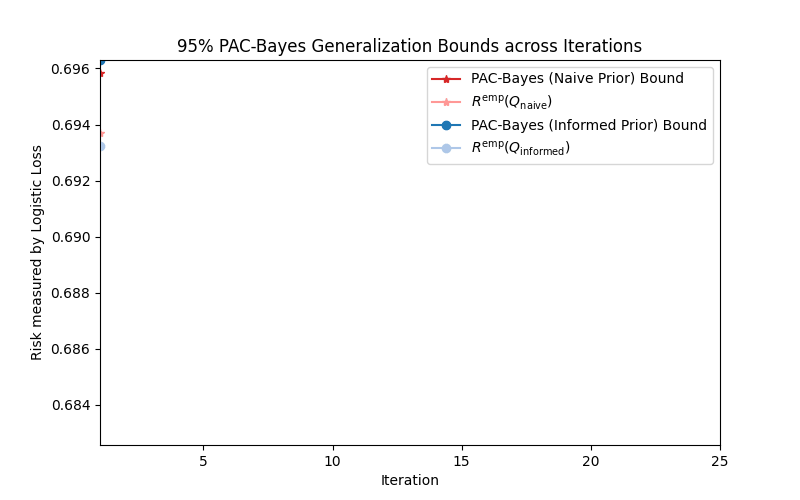 95% PAC-Bayes Generalization Bounds across Iterations
PAC-Bayes (Naive Prior) Bound
R^emp(Q_naive)
PAC-Bayes (Informed Prior) Bound
R^emp(Q_informed)
Risk measured by Logistic Loss
0.696
0.694
0.692
0.690
0.688
0.686
0.684
5 10 15 20 25
Iteration